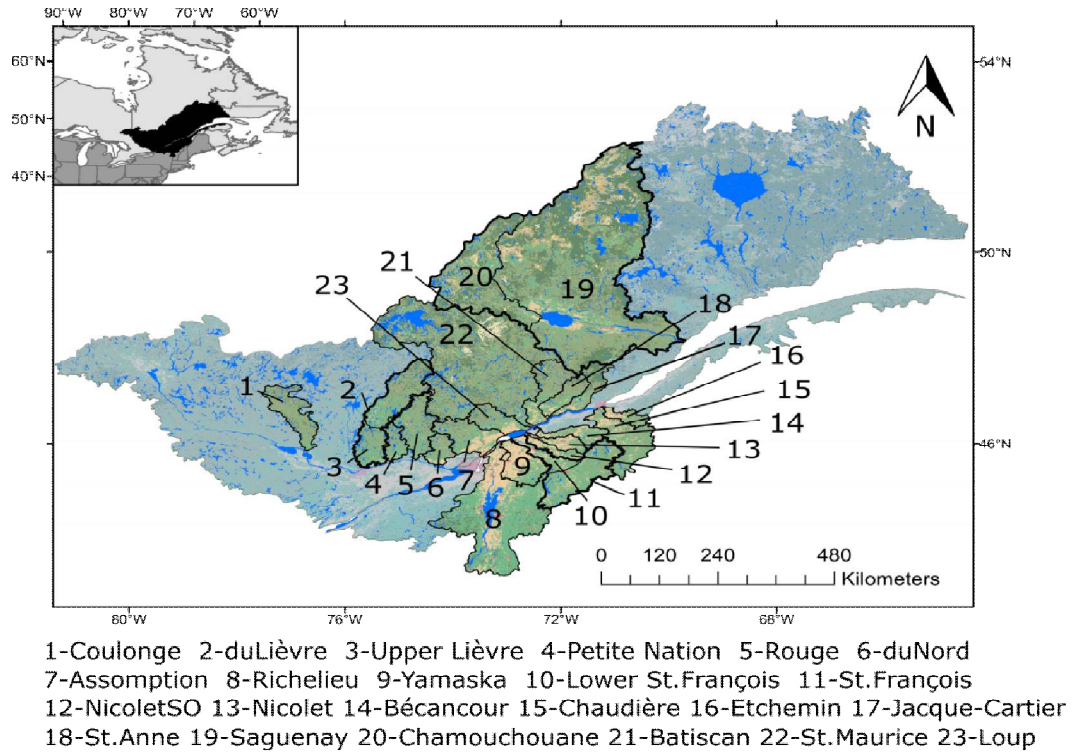 90°W 80°W 70°W 60°W
60°N
50°N
40°N
54°N
50°N
46°N
N
21
20
19
23
18
22
17
16
1
2
15
14
13
3
4
5
6
7
9
12
11
8
10
0 120 240 480
Kilometers
80°W 76°W 72°W 68°W
1-Coulonge 2-duLièvre 3-Upper Lièvre 4-Petite Nation 5-Rouge 6-duNord
7-Assomption 8-Richelieu 9-Yamaska 10-Lower St.François 11-St.François
12-NicoletSO 13-Nicolet 14-Bécancour 15-Chaudière 16-Etchemin 17-Jacque-Cartier
18-St.Anne 19-Saguenay 20-Chamouchouane 21-Batiscan 22-St.Maurice 23-Loup